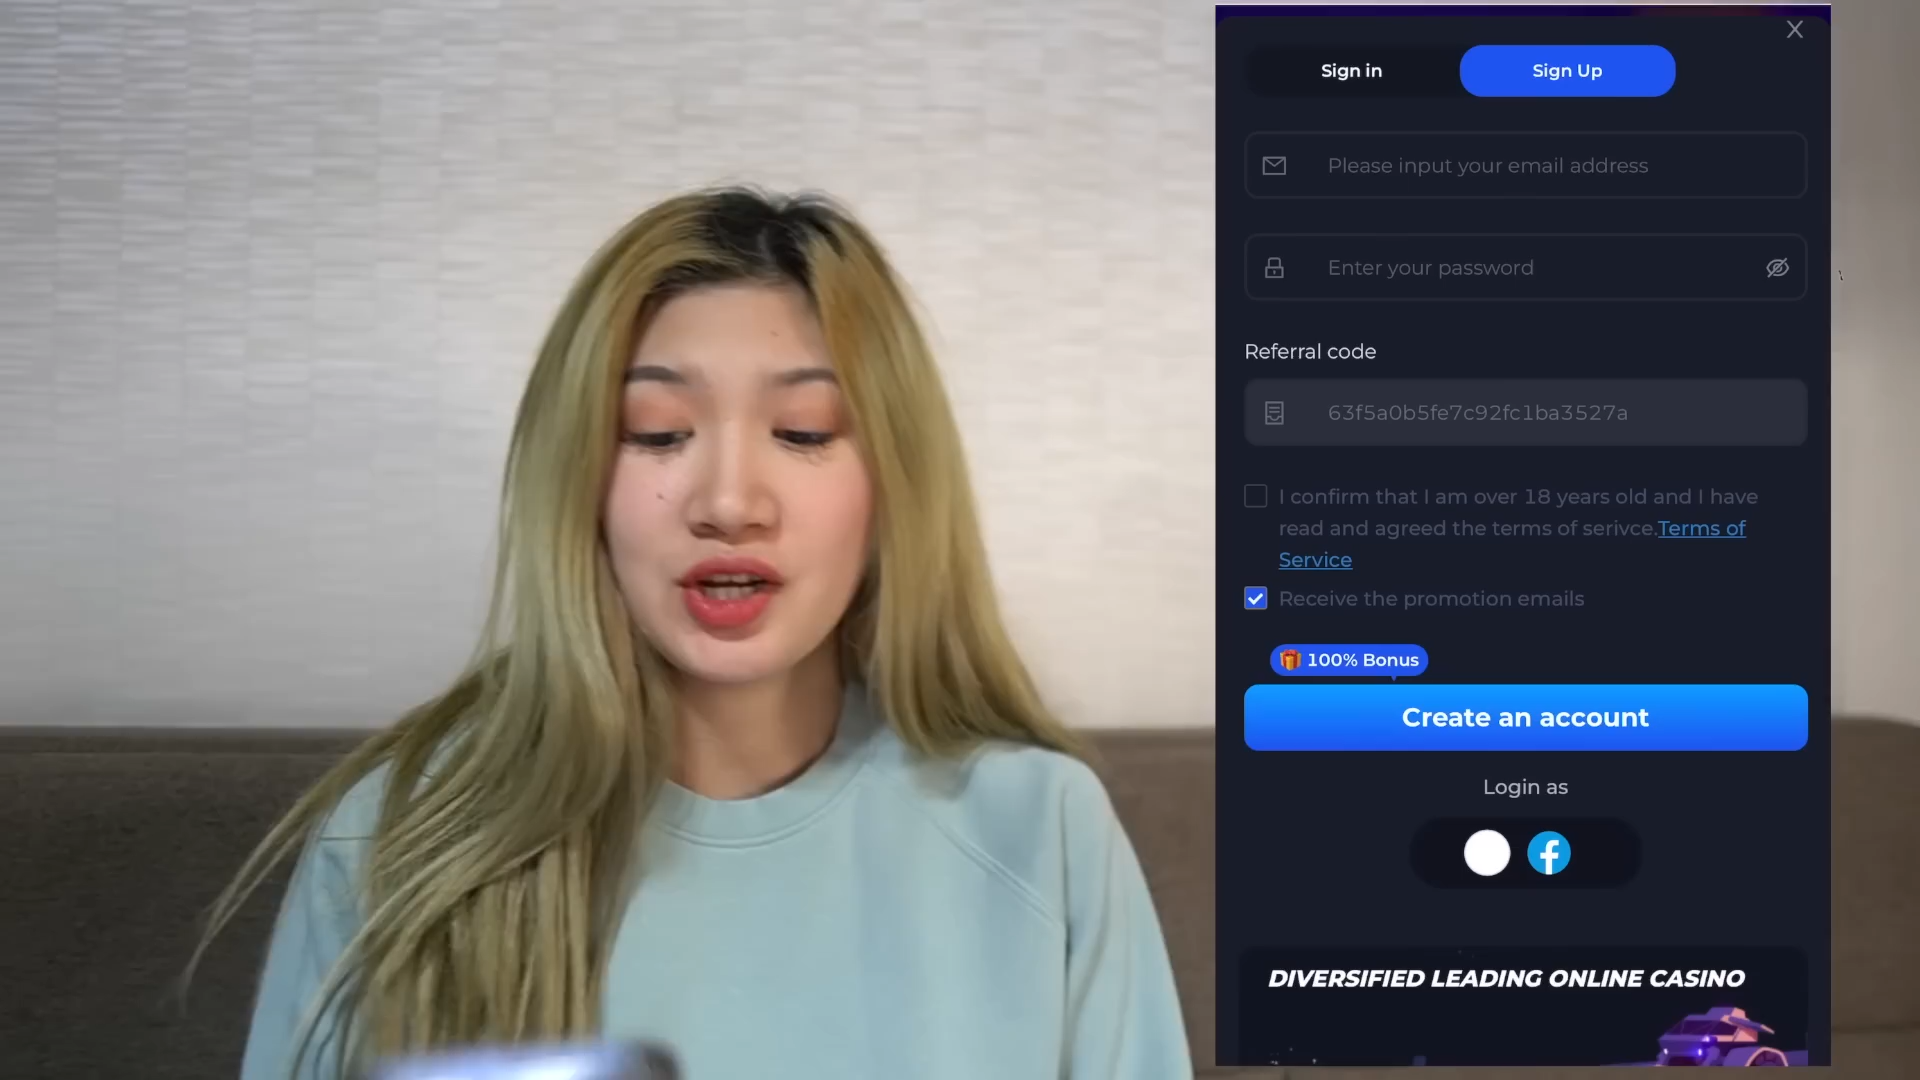 X
Sign in
Sign Up
Please input your email address
Enter your password
Referral code
63f5a0b5fe7c92fc1ba3527a
I confirm that I am over 18 years old and I have
read and agreed the terms of serivce.Terms of
Service
Receive the promotion emails
100% Bonus
Create an account
Login as
DIVERSIFIED LEADING ONLINE CASINO